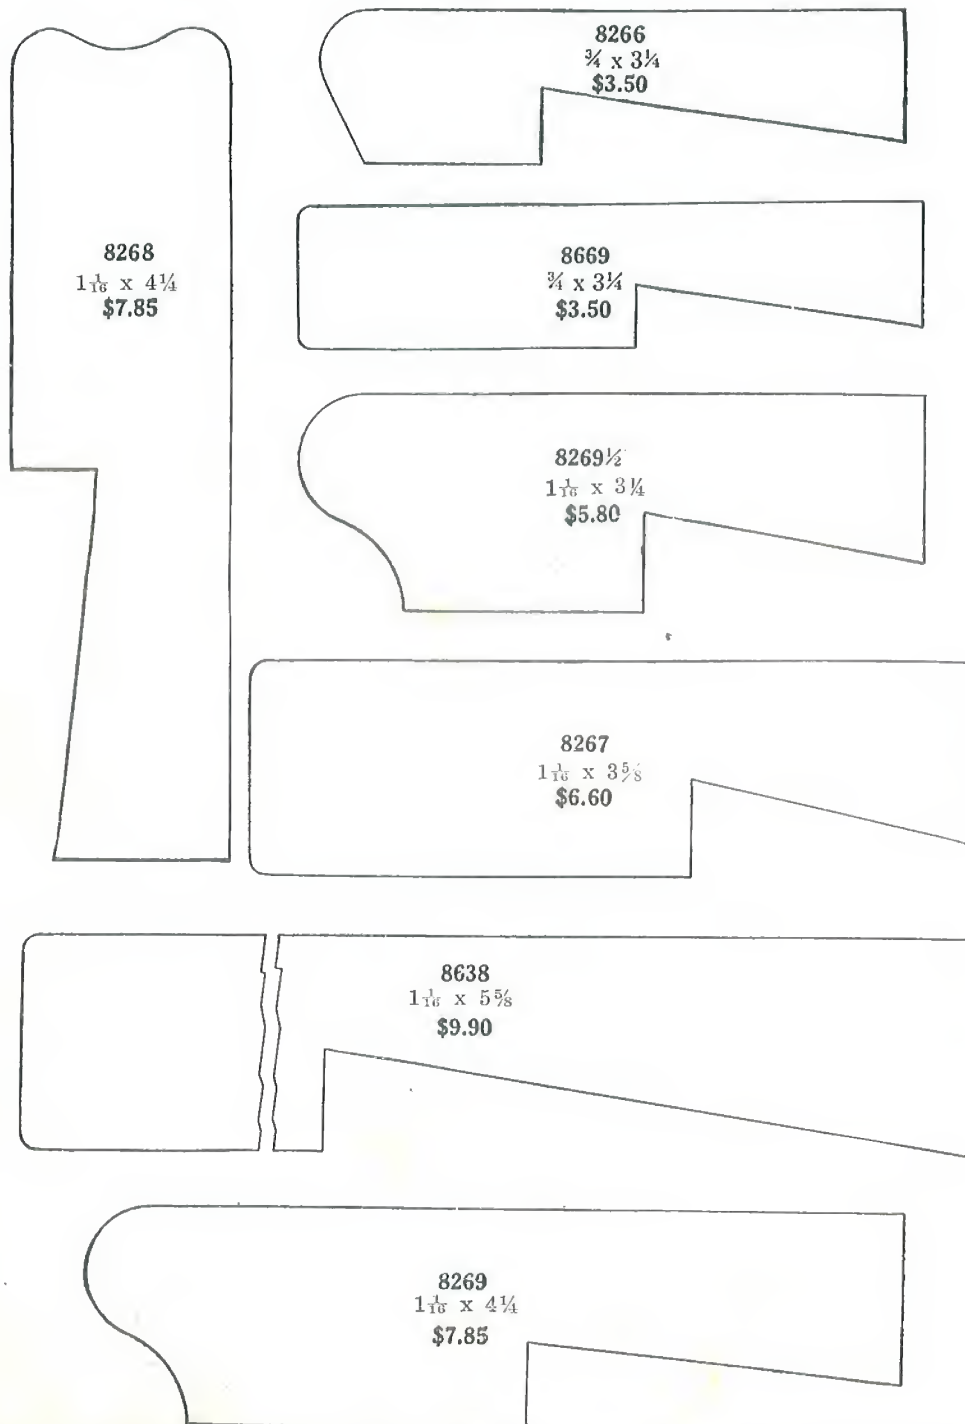 8266
¾ x 3¼
$3.50
8268
1 1/16 x 4¼
$7.85
8669
¾ x 3¼
$3.50
8269½
1 1/16 x 3¼
$5.80
8267
1 1/16 x 3⅝
$6.60
8638
1 1/16 x 5⅝
$9.90
8269
1 1/16 x 4¼
$7.85